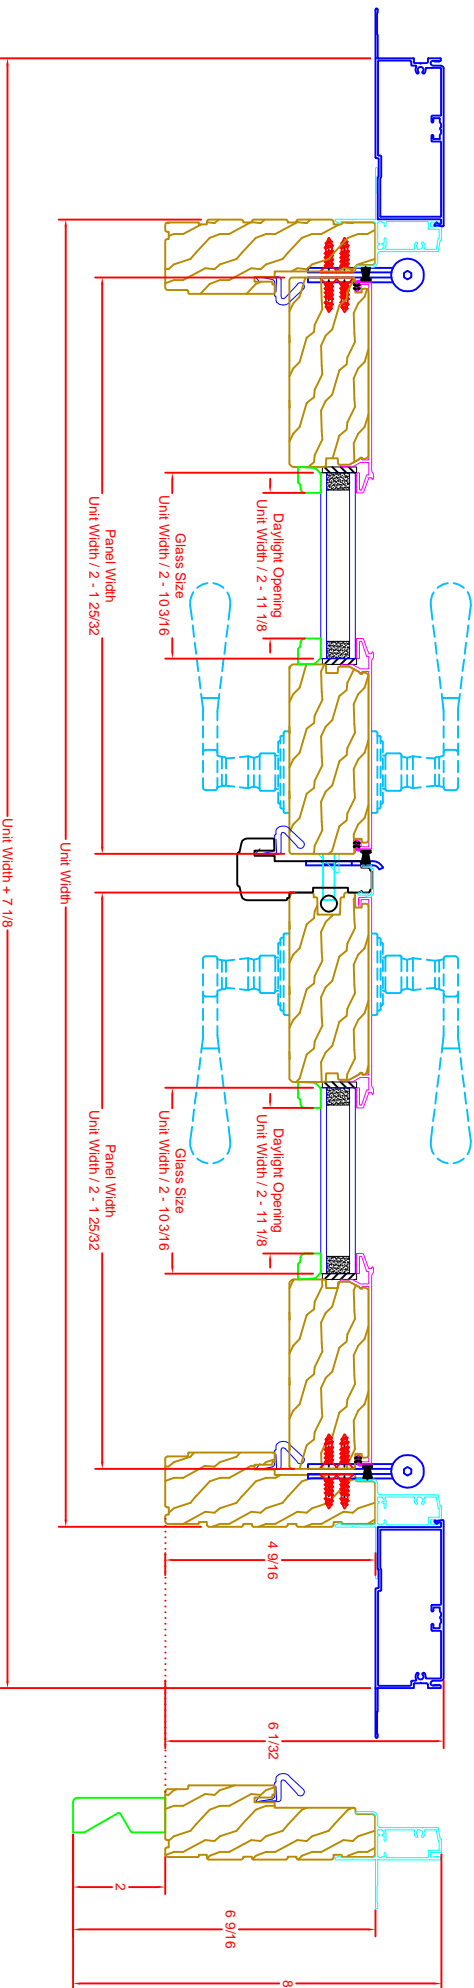 Daylight Opening
Unit Width / 2 - 11 1/8
Glass Size
Unit Width / 2 - 10 3/16
Panel Width
Unit Width / 2 - 1 25/32
Daylight Opening
Unit Width / 2 - 11 1/8
Glass Size
Unit Width / 2 - 10 3/16
Panel Width
Unit Width / 2 - 1 25/32
Unit Width
Unit Width + 7 1/8
4 9/16
6 1/32
2
6 9/16
8